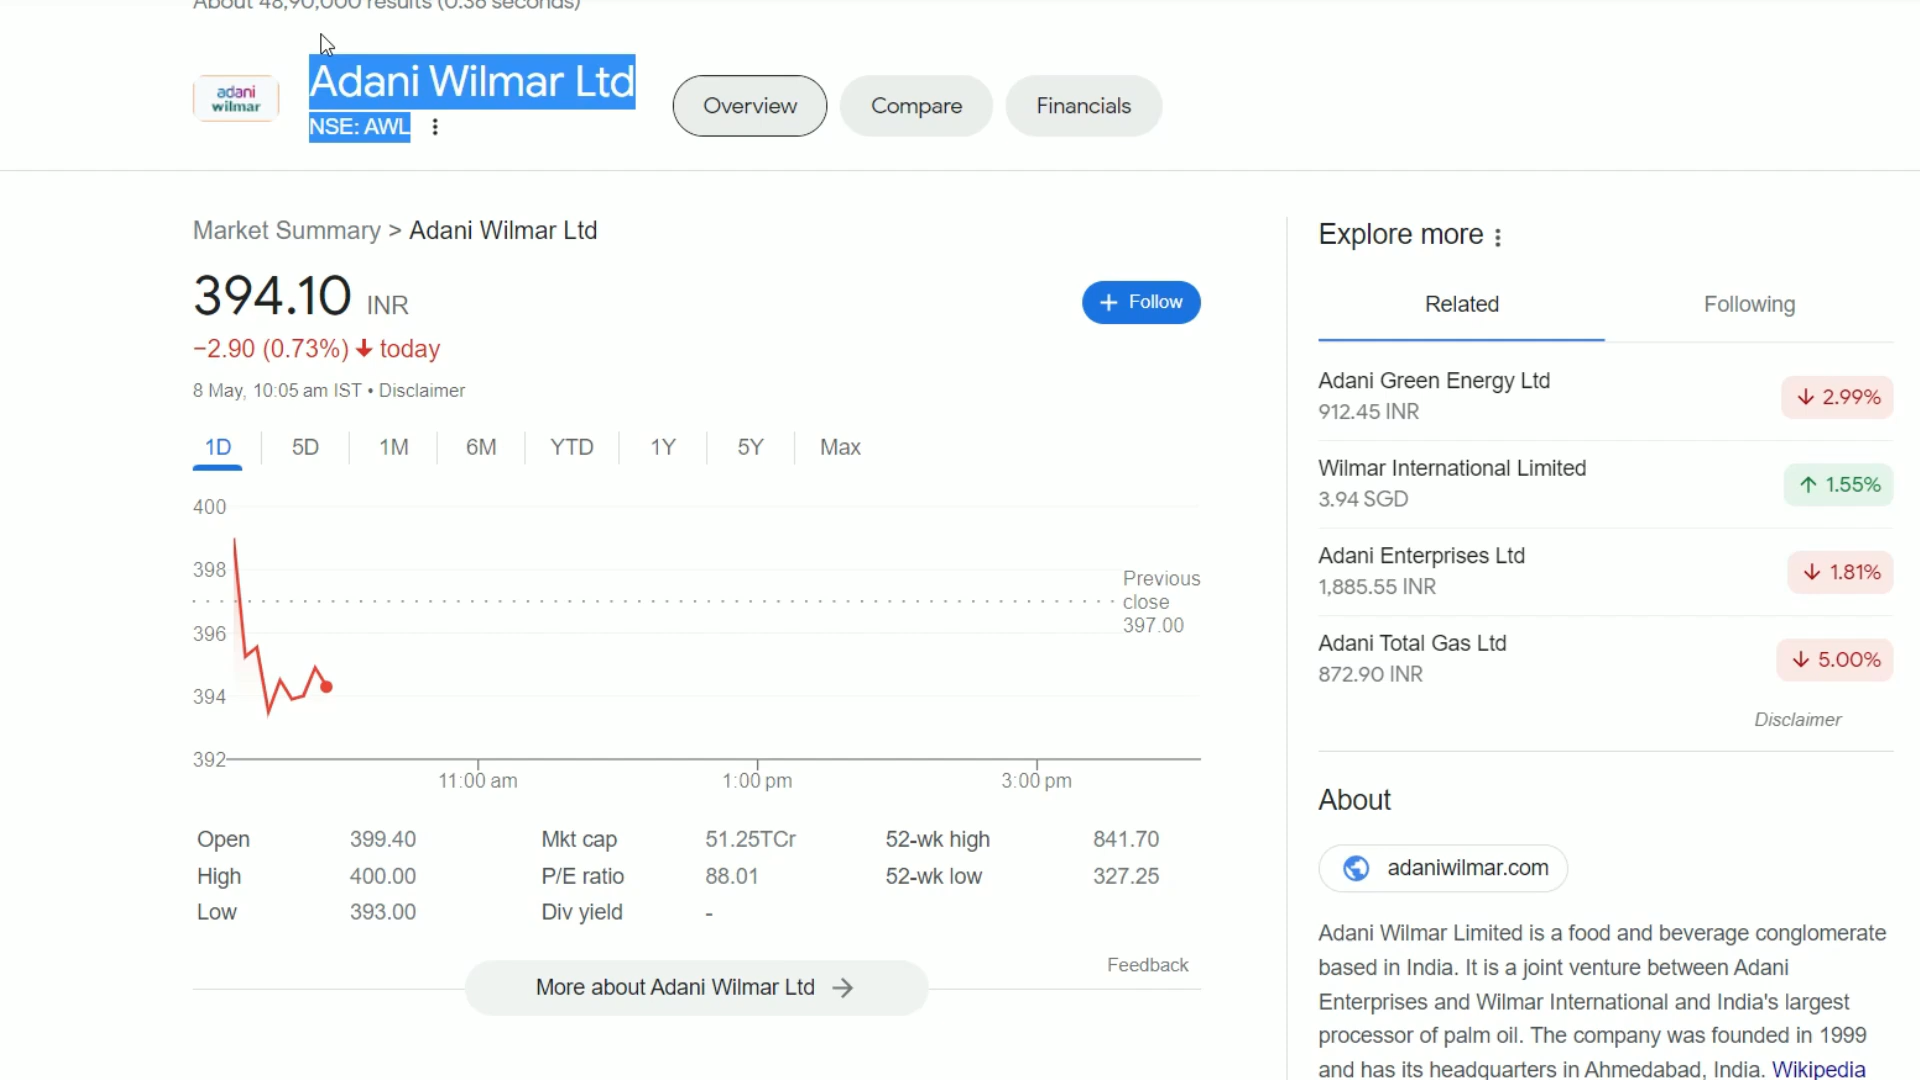 About 48,90,000 results (0.38 seconds)
adani
wilmar
Adani Wilmar Ltd
NSE: AWL
Overview
Compare
Financials
Market Summary > Adani Wilmar Ltd
394.10 INR
+ Follow
−2.90 (0.73%) ↓ today
8 May, 10:05 am IST • Disclaimer
1D 5D 1M 6M YTD 1Y 5Y Max
400
398
396
394
392
Previous
close
397.00
11:00 am 1:00 pm 3:00 pm
Open 399.40 Mkt cap 51.25TCr 52-wk high 841.70
High 400.00 P/E ratio 88.01 52-wk low 327.25
Low 393.00 Div yield -
Feedback
More about Adani Wilmar Ltd →
Explore more
Related Following
Adani Green Energy Ltd
912.45 INR
↓ 2.99%
Wilmar International Limited
3.94 SGD
↑ 1.55%
Adani Enterprises Ltd
1,885.55 INR
↓ 1.81%
Adani Total Gas Ltd
872.90 INR
↓ 5.00%
Disclaimer
About
adaniwilmar.com
Adani Wilmar Limited is a food and beverage conglomerate
based in India. It is a joint venture between Adani
Enterprises and Wilmar International and India's largest
processor of palm oil. The company was founded in 1999
and has its headquarters in Ahmedabad, India. Wikipedia